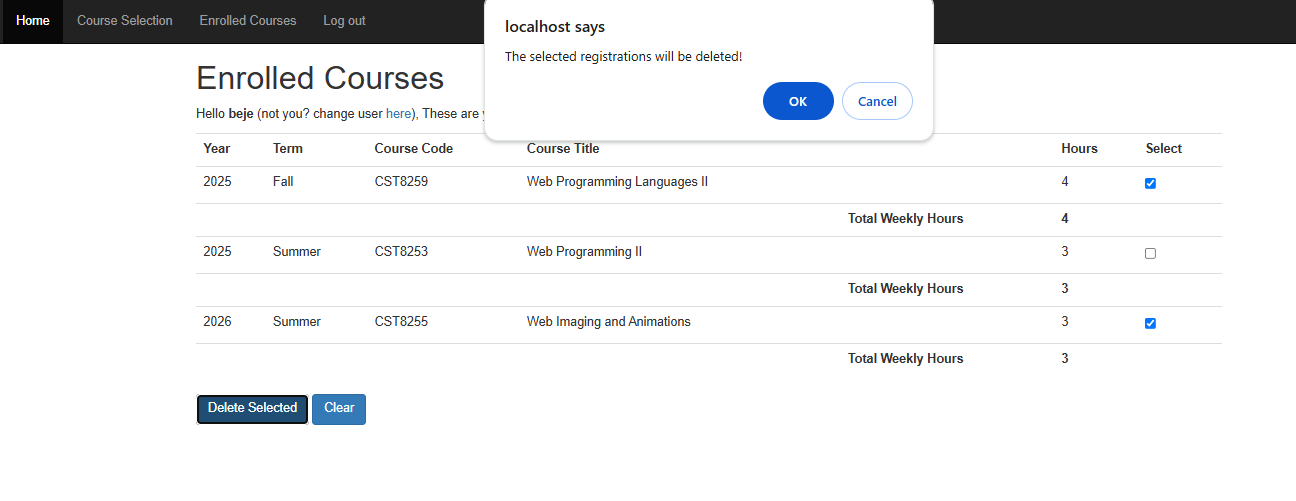 Home Course Selection Enrolled Courses Log out
localhost says
The selected registrations will be deleted!
OK Cancel
Enrolled Courses
Hello beje (not you? change user here), These are
Year Term Course Code Course Title Hours Select
2025 Fall CST8259 Web Programming Languages II 4
Total Weekly Hours 4
2025 Summer CST8253 Web Programming II 3
Total Weekly Hours 3
2026 Summer CST8255 Web Imaging and Animations 3
Total Weekly Hours 3
Delete Selected Clear